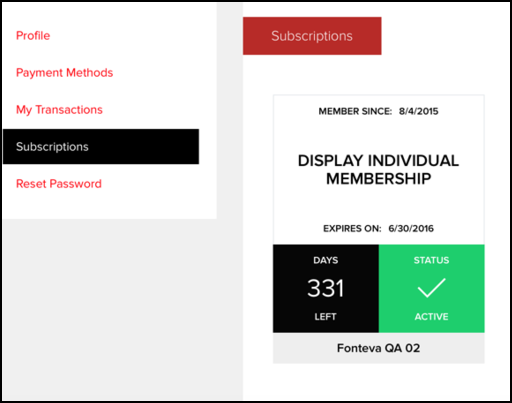 Profile
Payment Methods
My Transactions
Subscriptions
Reset Password
Subscriptions
MEMBER SINCE: 8/4/2015
DISPLAY INDIVIDUAL
MEMBERSHIP
EXPIRES ON: 6/30/2016
DAYS
331
LEFT
STATUS
ACTIVE
Fonteva QA 02